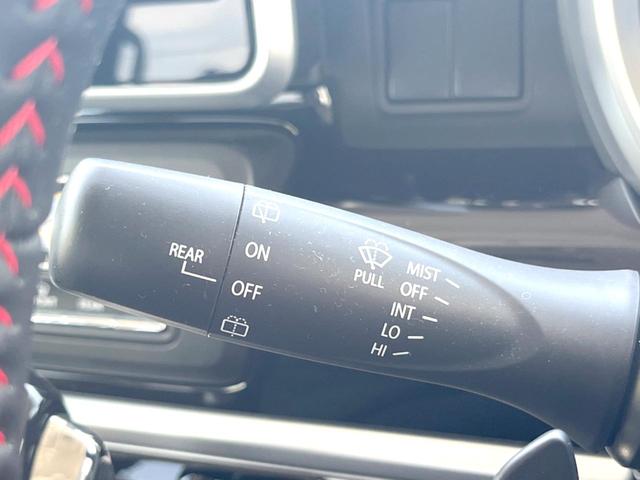 REAR
ON
OFF
PULL
MIST
OFF
INT
LO
HI